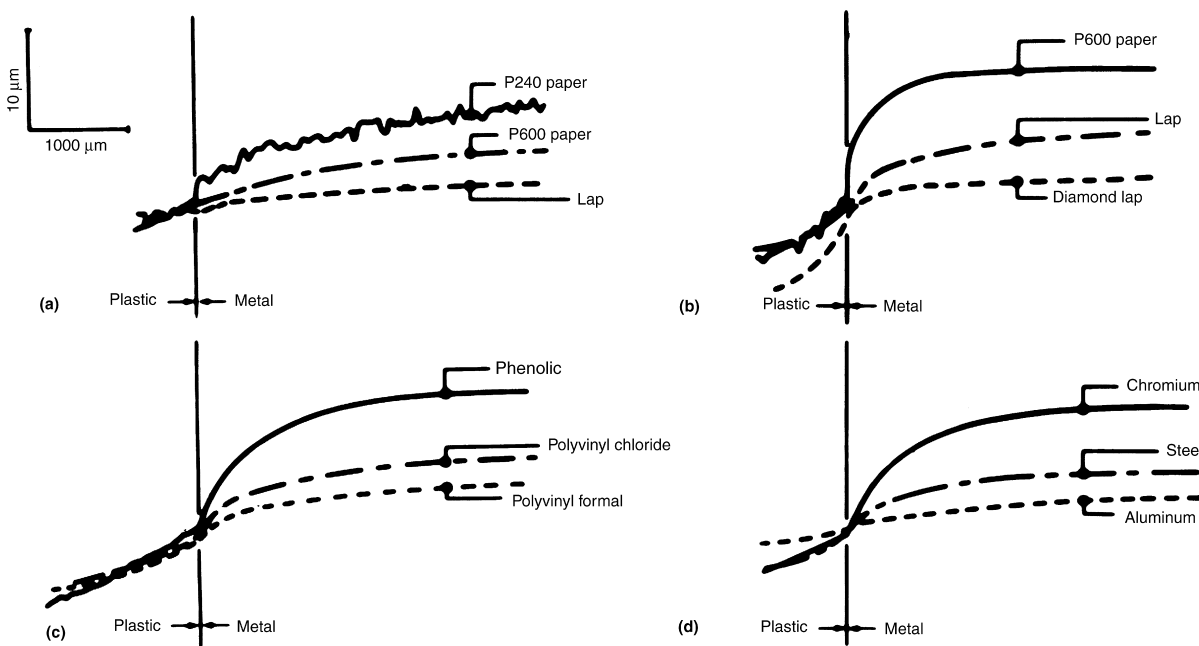 10 μm
1000 μm
P240 paper
P600 paper
Lap
Plastic
Metal
(a)
P600 paper
Lap
Diamond lap
Plastic
Metal
(b)
Phenolic
Polyvinyl chloride
Polyvinyl formal
Plastic
Metal
(c)
Chromium
Stee
Aluminum
Plastic
Metal
(d)